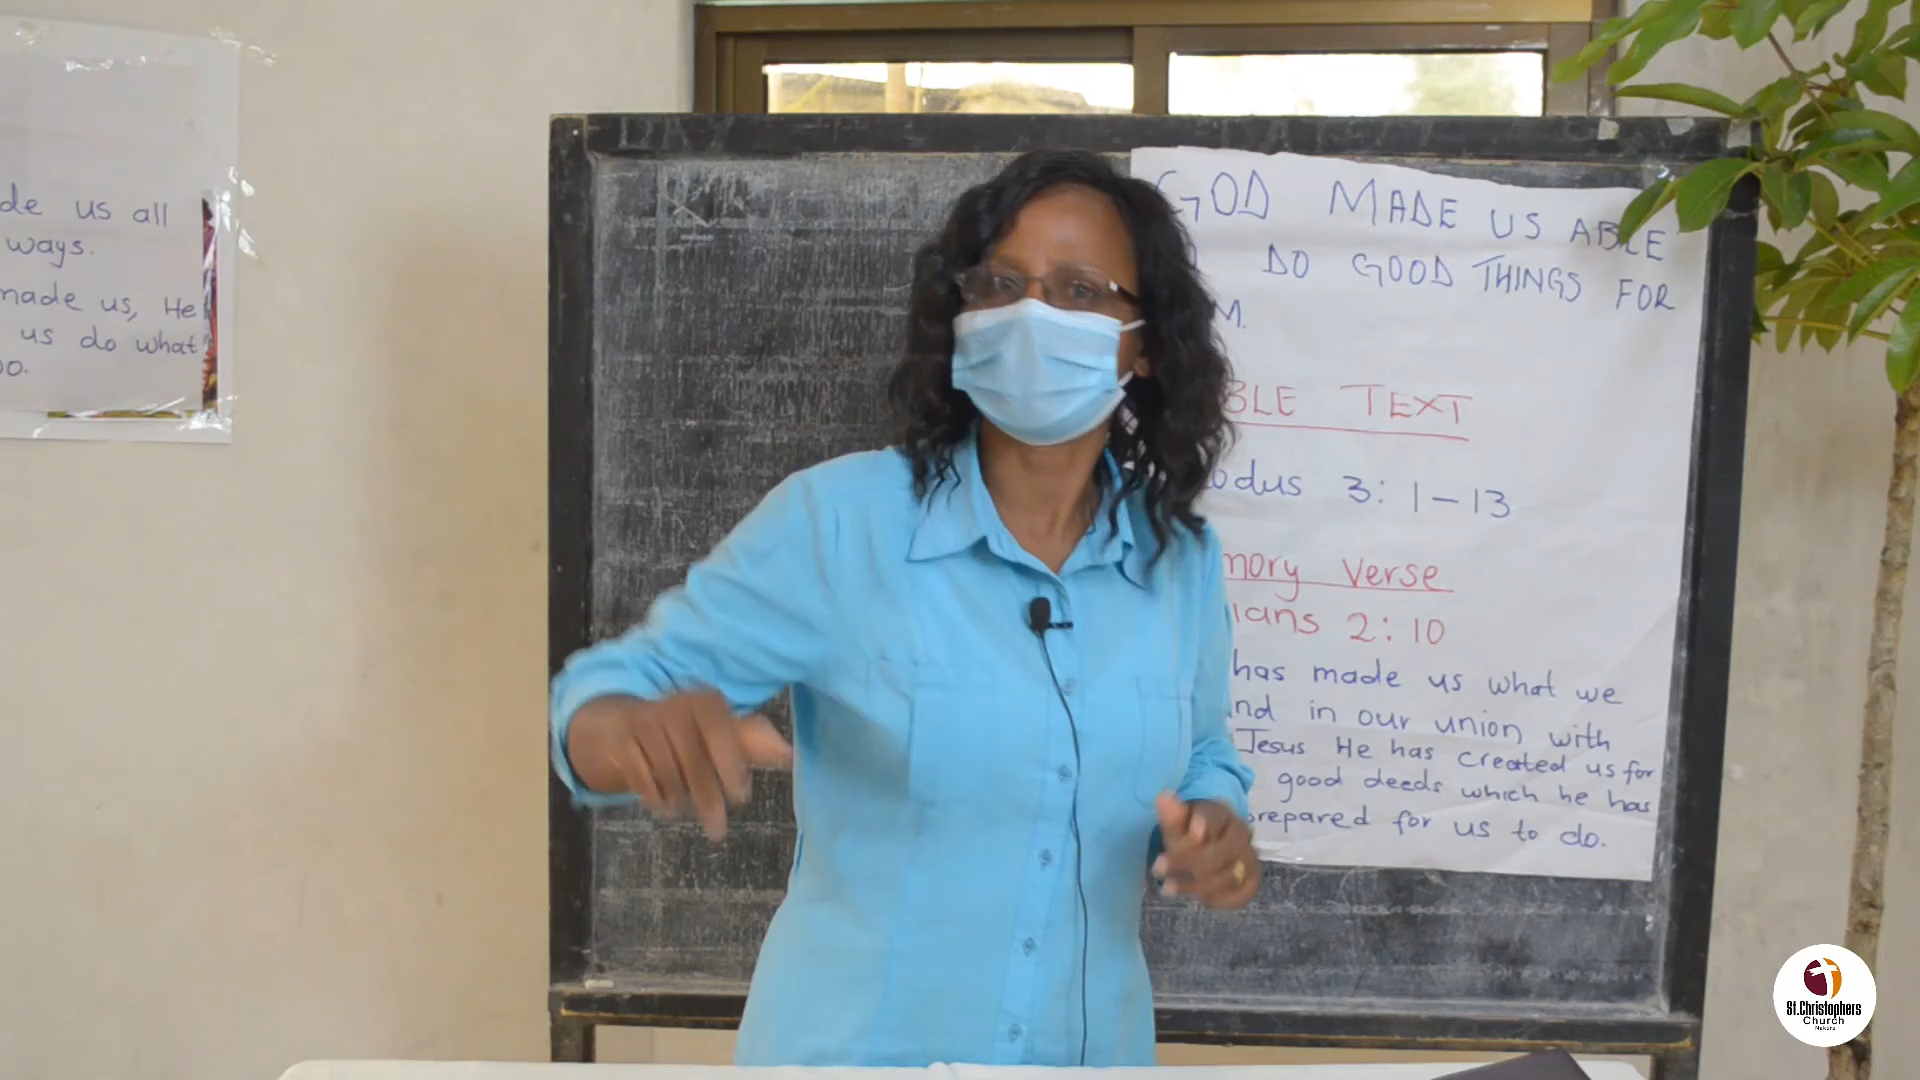 de us all
ways.
made us, He
us do what
oo.
GOD MADE US ABLE
O DO GOOD THINGS FOR
M.
BLE TEXT
odus 3: 1-13
mory Verse
ians 2:10
has made us what we
nd in our union with
Jesus He has created us for
good deeds which he has
prepared for us to do.
St.Christophers
Church
Nakuru